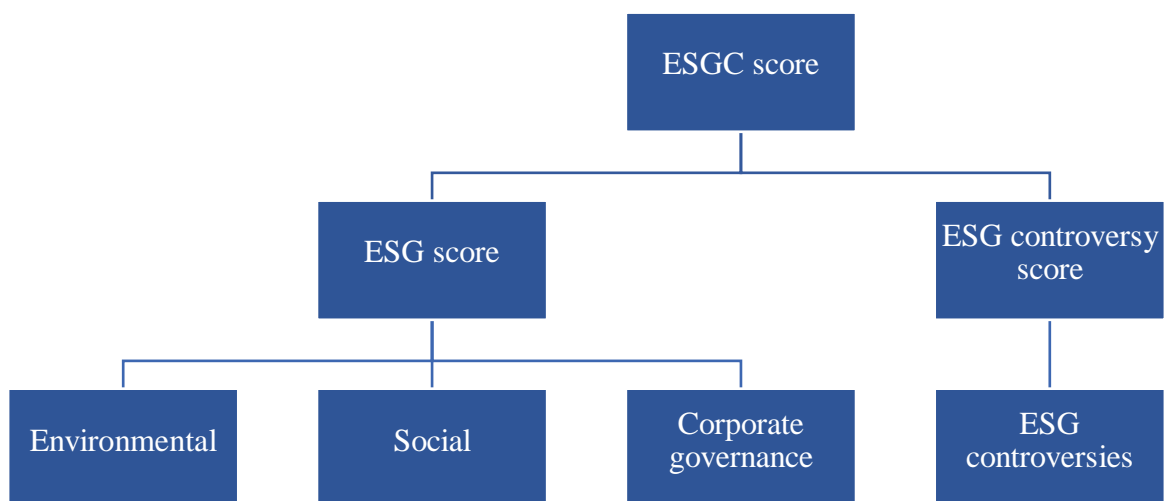 ESGC score
ESG score
ESG controversy
score
Environmental
Social
Corporate
governance
ESG
controversies